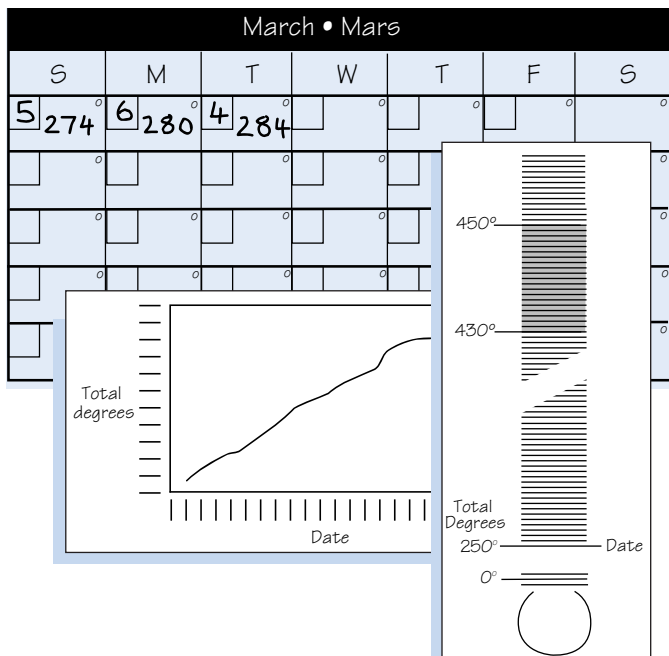 March • Mars
S M T W T F S
5 274° 6 280° 4 284° ° ° °
° ° °
° ° °
° ° ° °
°
450°
430°
Total
degrees
Date
Total
Degrees
250° Date
0°